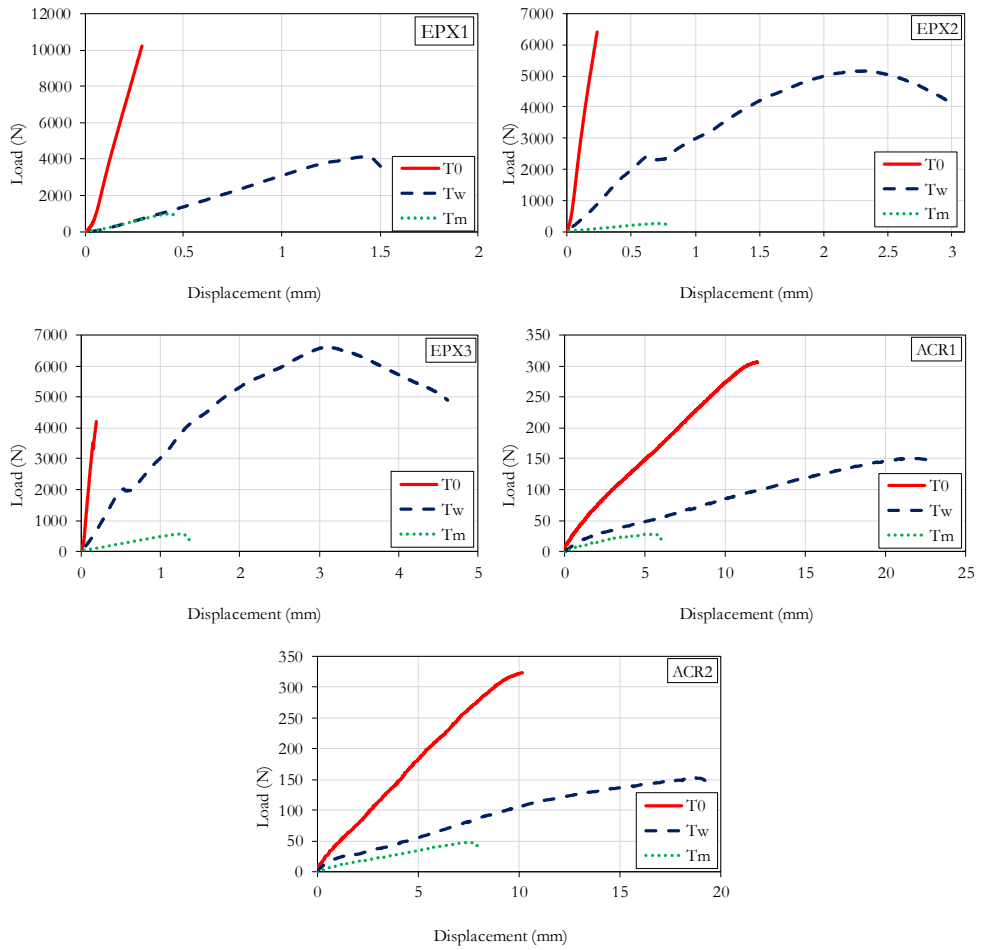 EPX1
Load (N)
12000
10000
8000
6000
4000
2000
0
0
0.5
1
1.5
2
T0
Tw
Tm
Displacement (mm)
EPX2
Load (N)
7000
6000
5000
4000
3000
2000
1000
0
0
0.5
1
1.5
2
2.5
3
T0
Tw
Tm
Displacement (mm)
EPX3
Load (N)
7000
6000
5000
4000
3000
2000
1000
0
0
1
2
3
4
5
T0
Tw
Tm
Displacement (mm)
ACR1
Load (N)
350
300
250
200
150
100
50
0
0
5
10
15
20
25
T0
Tw
Tm
Displacement (mm)
ACR2
Load (N)
350
300
250
200
150
100
50
0
0
5
10
15
20
T0
Tw
Tm
Displacement (mm)